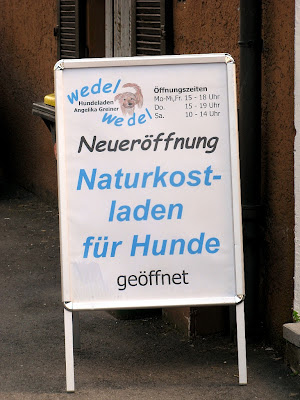 wedel
Hundeladen
Angelika Greiner
wedel
Öffnungszeiten
Mo-Mi,Fr. 15 - 18 Uhr
Do. 15 - 19 Uhr
Sa. 10 - 14 Uhr
Neueröffnung
Naturkost-
laden
für Hunde
geöffnet